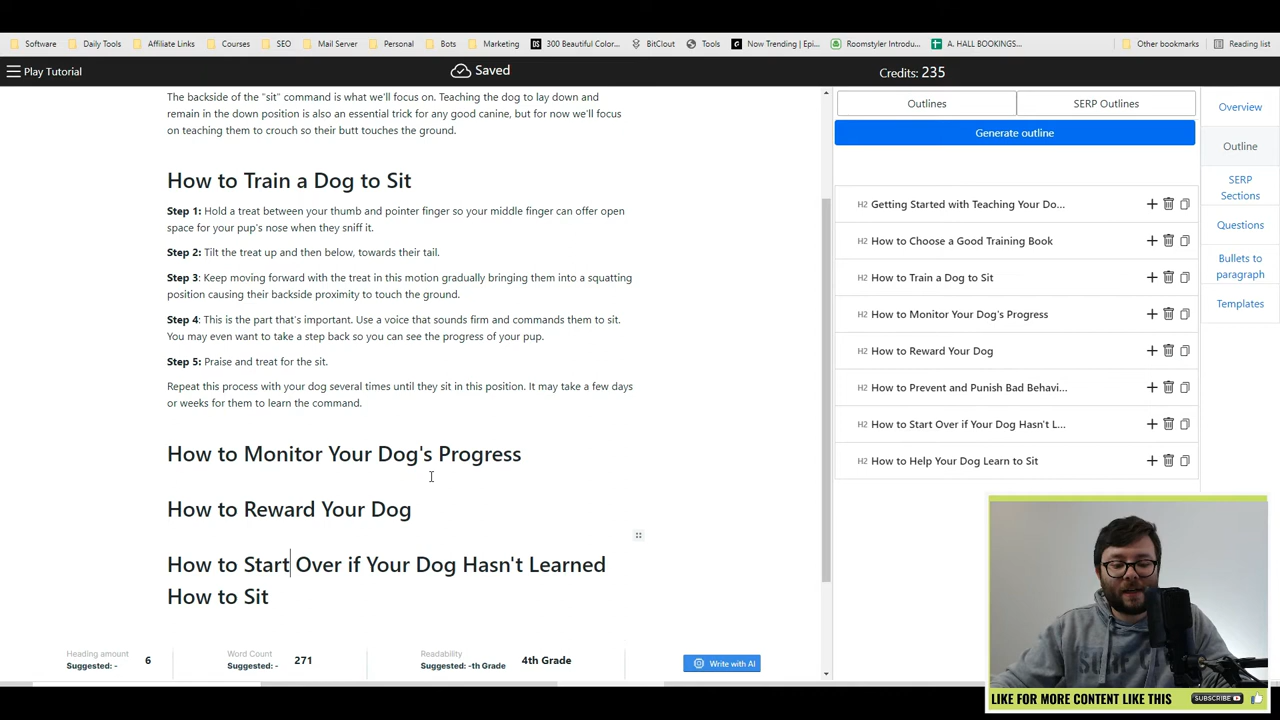 Software Daily Tools Affiliate Links Courses SEO Mail Server Personal Bots Marketing 300 Beautiful Color... BitClout Tools Now Trending | Epi... Roomstyler Introdu... A. HALL BOOKINGS... Other bookmarks Reading list
Play Tutorial
Saved
Credits: 235
The backside of the "sit" command is what we'll focus on. Teaching the dog to lay down and
remain in the down position is also an essential trick for any good canine, but for now we'll focus
on teaching them to crouch so their butt touches the ground.
How to Train a Dog to Sit
Step 1: Hold a treat between your thumb and pointer finger so your middle finger can offer open
space for your pup's nose when they sniff it.
Step 2: Tilt the treat up and then below, towards their tail.
Step 3: Keep moving forward with the treat in this motion gradually bringing them into a squatting
position causing their backside proximity to touch the ground.
Step 4: This is the part that's important. Use a voice that sounds firm and commands them to sit.
You may even want to take a step back so you can see the progress of your pup.
Step 5: Praise and treat for the sit.
Repeat this process with your dog several times until they sit in this position. It may take a few days
or weeks for them to learn the command.
How to Monitor Your Dog's Progress
How to Reward Your Dog
How to Start Over if Your Dog Hasn't Learned
How to Sit
Heading amount
Suggested: -
6
Word Count
Suggested: -
271
Readability
Suggested: -th Grade
4th Grade
Write with AI
Outlines
SERP Outlines
Generate outline
H2 Getting Started with Teaching Your Do...
H2 How to Choose a Good Training Book
H2 How to Train a Dog to Sit
H2 How to Monitor Your Dog's Progress
H2 How to Reward Your Dog
H2 How to Prevent and Punish Bad Behavi...
H2 How to Start Over if Your Dog Hasn't L...
H2 How to Help Your Dog Learn to Sit
Overview
Outline
SERP
Sections
Questions
Bullets to
paragraph
Templates
LIKE FOR MORE CONTENT LIKE THIS
SUBSCRIBE